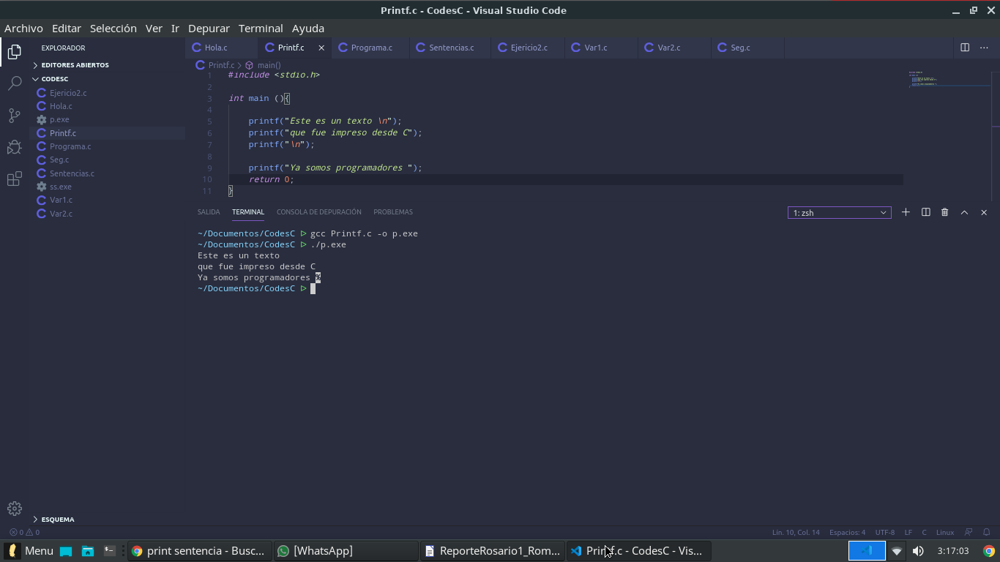 Printf.c - CodesC - Visual Studio Code
Archivo Editar Selección Ver Ir Depurar Terminal Ayuda
EXPLORADOR
EDITORES ABIERTOS
CODESC
Ejericio2.c
Hola.c
p.exe
Printf.c
Programa.c
Seg.c
Sentencias.c
ss.exe
Var1.c
Var2.c
ESQUEMA
Hola.c Printf.c Programa.c Sentencias.c Ejericio2.c Var1.c Var2.c Seg.c
Printf.c > main()
1 #include <stdio.h>
2
3 int main (){
4
5 printf("Este es un texto \n");
6 printf("que fue impreso desde C");
7 printf("\n");
8
9 printf("Ya somos programadores ");
10 return 0;
11 }
SALIDA TERMINAL CONSOLA DE DEPURACIÓN PROBLEMAS 1: zsh
~/Documentos/CodesC ▷ gcc Printf.c -o p.exe
~/Documentos/CodesC ▷ ./p.exe
Este es un texto
que fue impreso desde C
Ya somos programadores %
~/Documentos/CodesC ▷
0 0 Lín. 10, Col. 14 Espacios: 4 UTF-8 LF C Linux
Menu print sentencia - Busc... [WhatsApp] ReporteRosario1_Rom... Printf.c - CodesC - Vis... 3:17:03